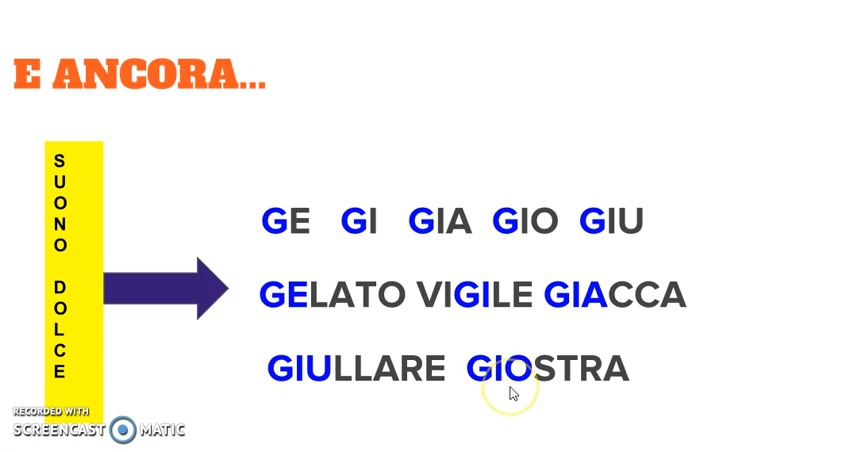 E ANCORA...
SUONO DOLCE
GE GI GIA GIO GIU
GELATO VIGILE GIACCA
GIULLARE GIOSTRA
RECORDED WITH
SCREENCAST MATIC